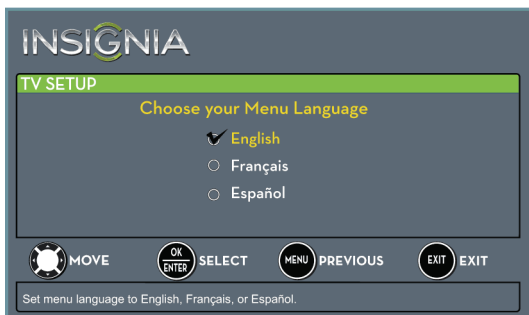 INSIGNIA
TV SETUP
Choose your Menu Language
English
Français
Español
MOVE OK ENTER SELECT MENU PREVIOUS EXIT EXIT
Set menu language to English, Français, or Español.